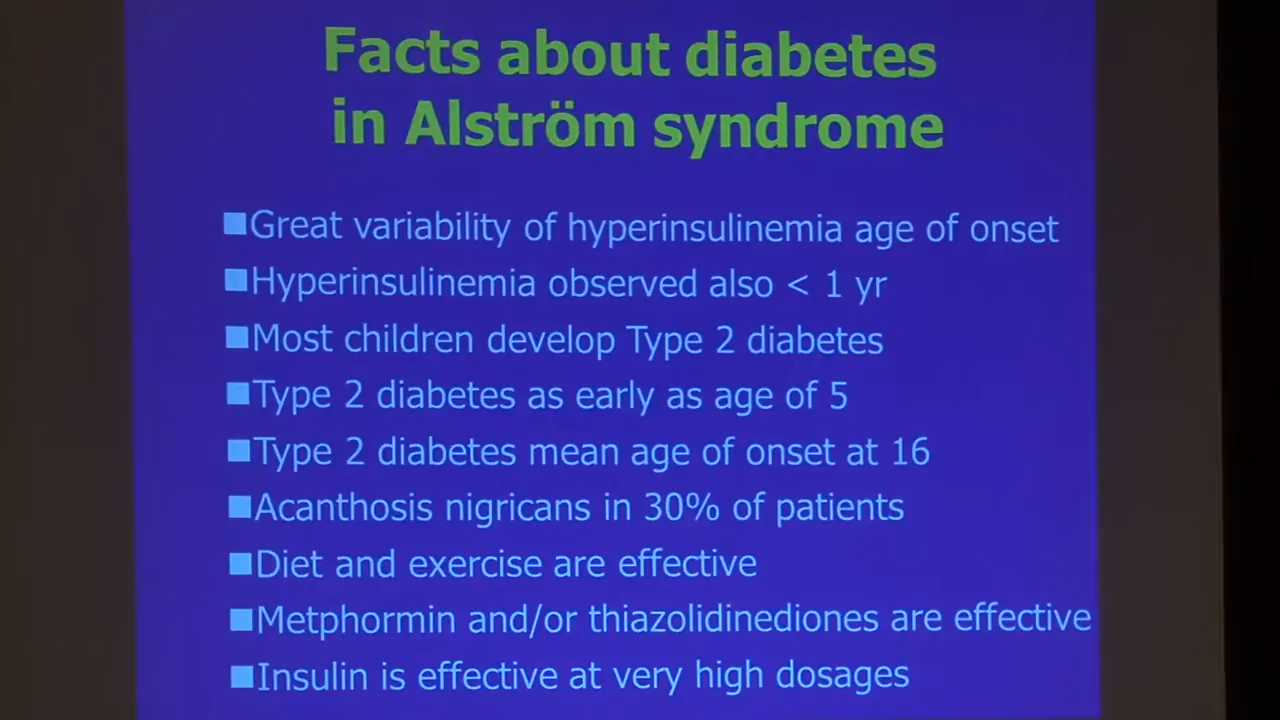 Facts about diabetes
in Alström syndrome
■Great variability of hyperinsulinemia age of onset
■Hyperinsulinemia observed also < 1 yr
■Most children develop Type 2 diabetes
■Type 2 diabetes as early as age of 5
■Type 2 diabetes mean age of onset at 16
■Acanthosis nigricans in 30% of patients
■Diet and exercise are effective
■Metphormin and/or thiazolidinediones are effective
■Insulin is effective at very high dosages